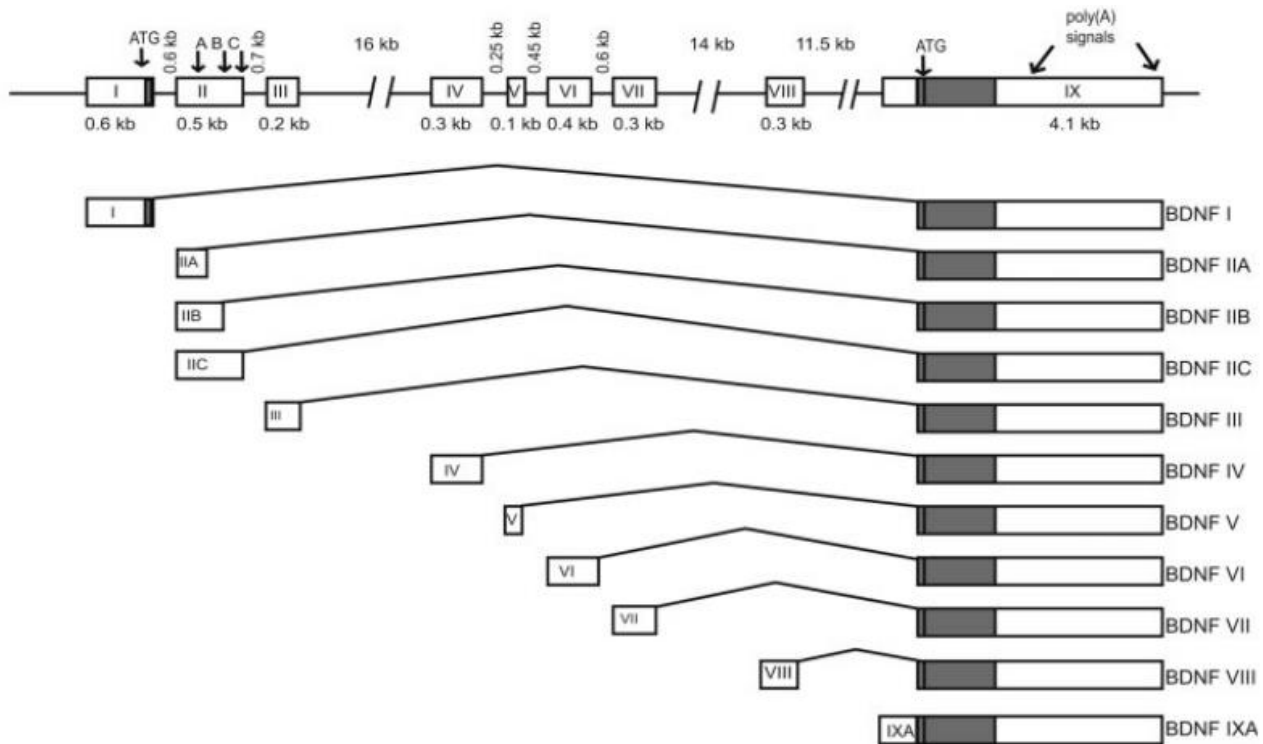 poly(A)
signals
ATG 0.6 kb A B C 0.7 kb 16 kb 0.25 kb 0.45 kb 0.6 kb 14 kb 11.5 kb ATG
I II III IV V VI VII VIII IX
0.6 kb 0.5 kb 0.2 kb 0.3 kb 0.1 kb 0.4 kb 0.3 kb 0.3 kb 4.1 kb
I BDNF I
IIA BDNF IIA
IIB BDNF IIB
IIC BDNF IIC
III BDNF III
IV BDNF IV
V BDNF V
VI BDNF VI
VII BDNF VII
VIII BDNF VIII
IXA BDNF IXA